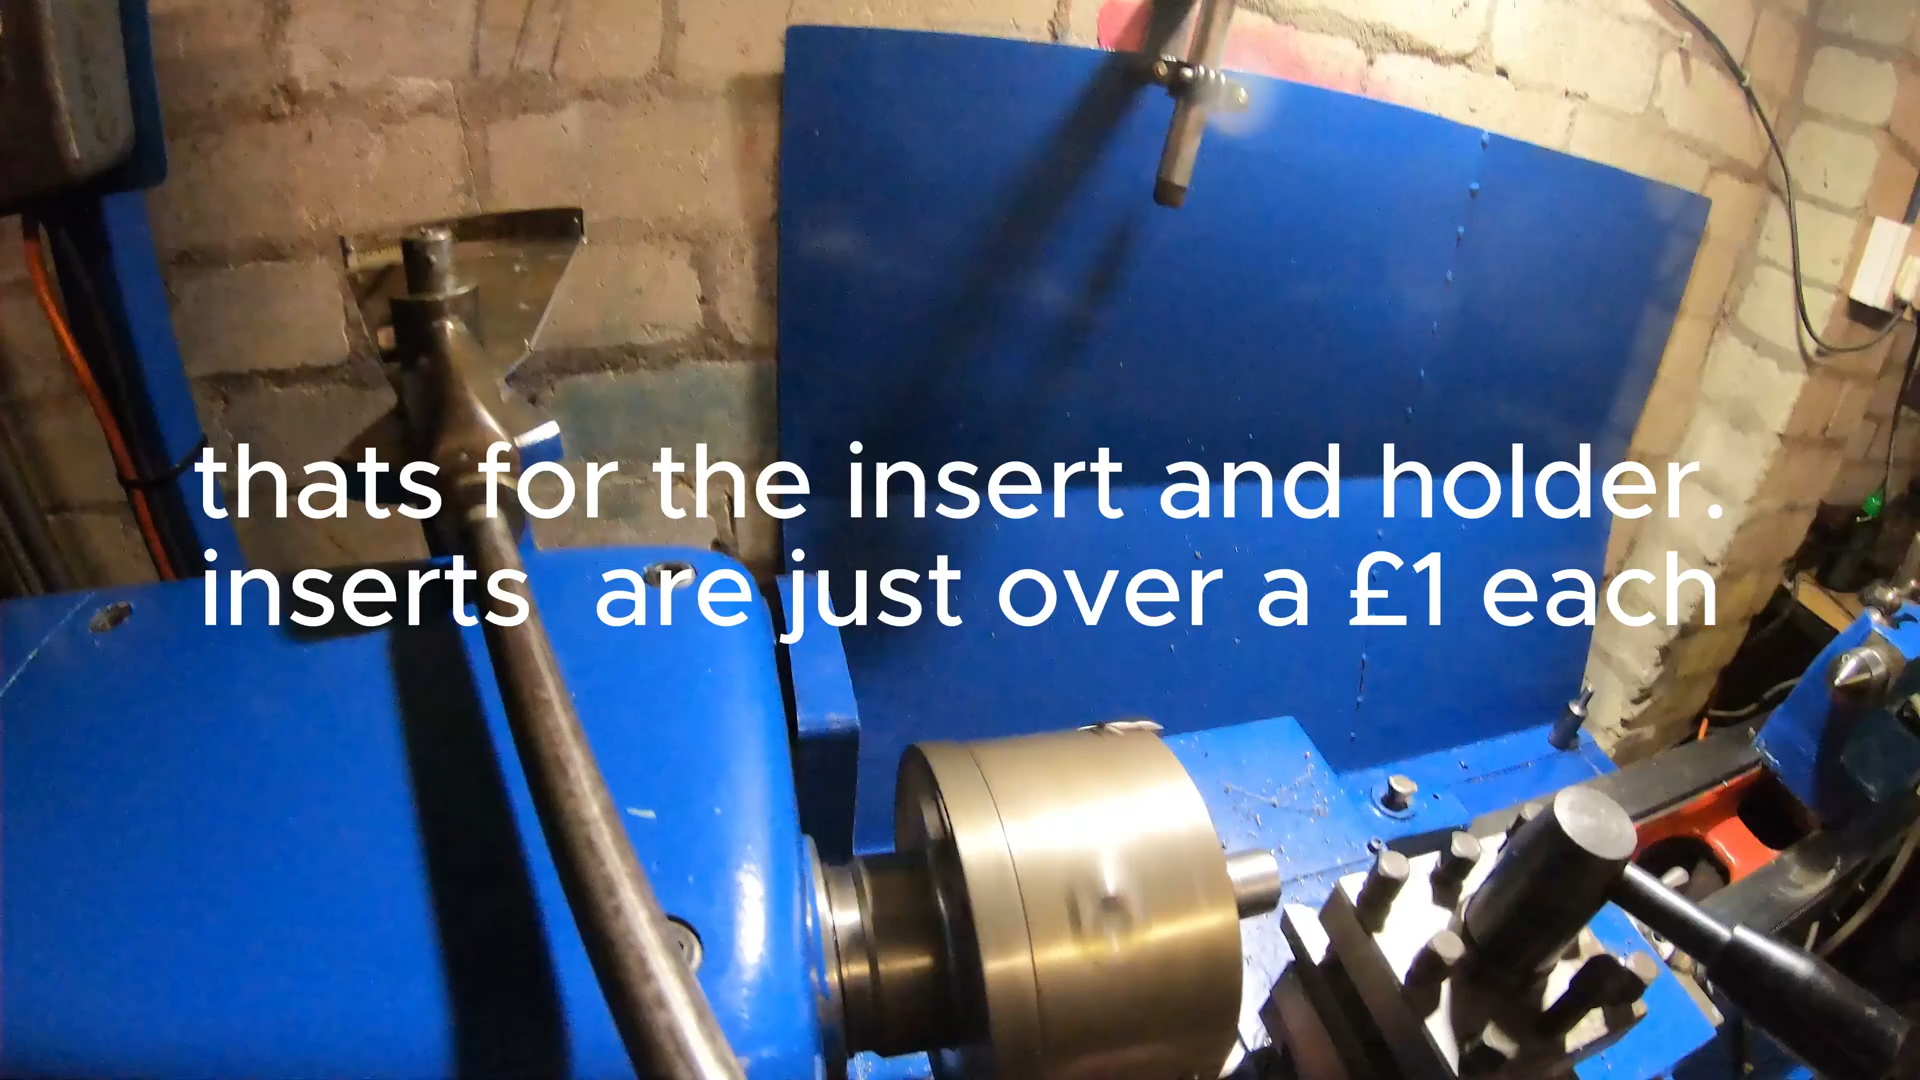 thats for the insert and holder.
inserts  are just over a £1 each